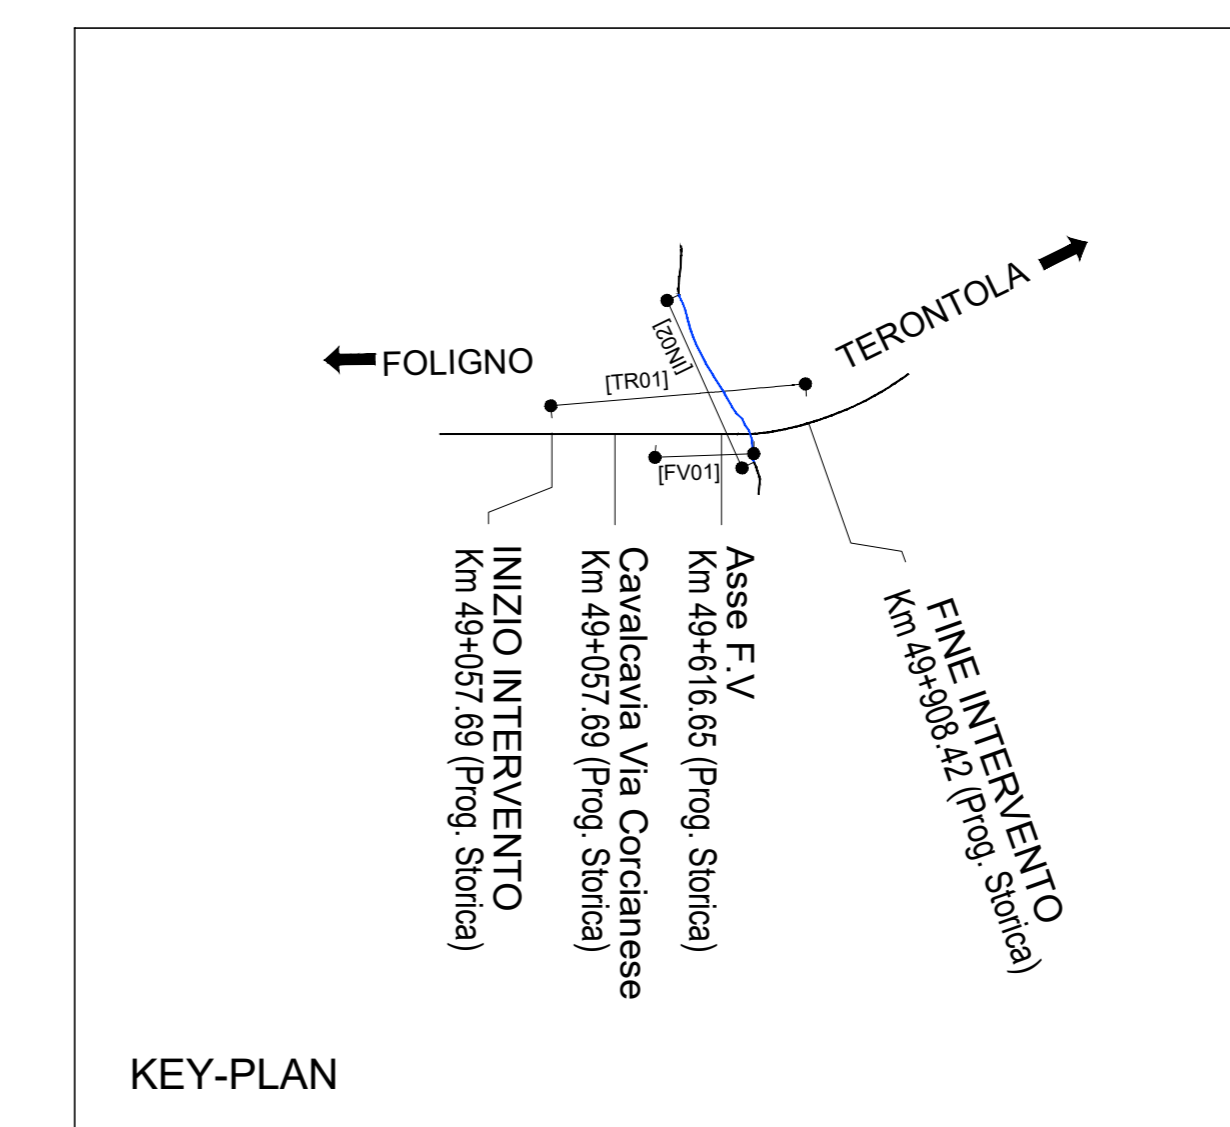 TERONTOLA
FOLIGNO
[IN02]
[TR01]
[FV01]
INIZIO INTERVENTO
Km 49+057.69 (Prog. Storica)
Cavalcavia Via Corcianese
Km 49+057.69 (Prog. Storica)
Asse F.V
Km 49+616.65 (Prog. Storica)
FINE INTERVENTO
Km 49+908.42 (Prog. Storica)
KEY-PLAN